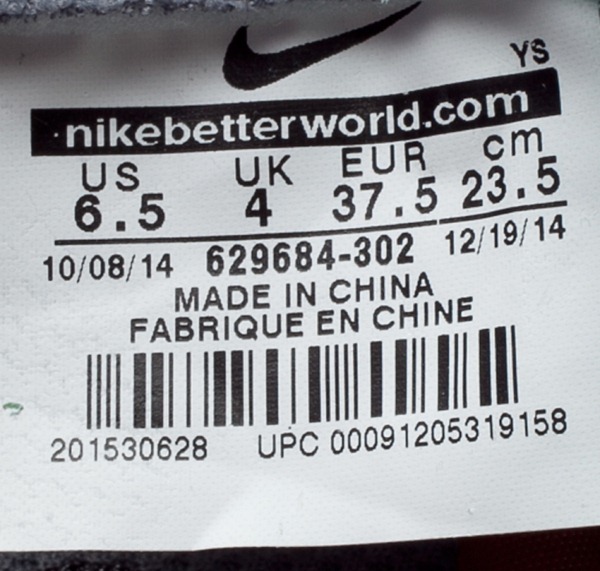 YS
nikebetterworld.com
US UK EUR cm
6.5 4 37.5 23.5
10/08/14 629684-302 12/19/14
MADE IN CHINA
FABRIQUE EN CHINE
201530628 UPC 00091205319158